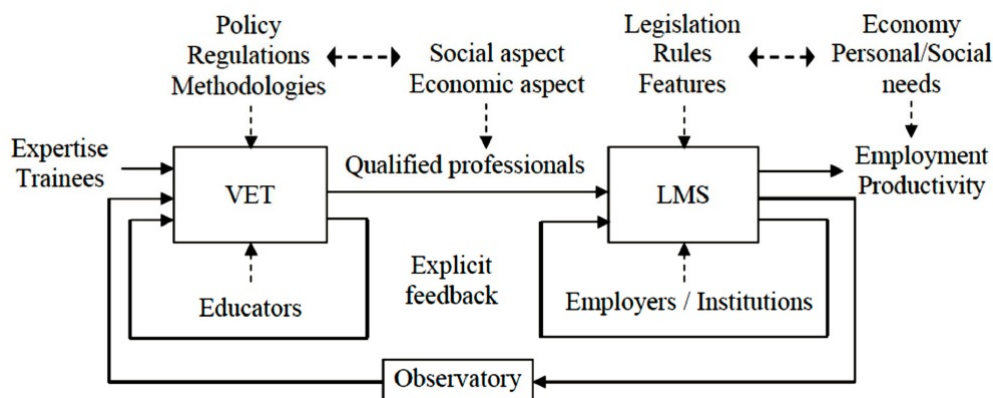 Policy
Regulations
Methodologies
Social aspect
Economic aspect
Legislation
Rules
Features
Economy
Personal/Social
needs
Expertise
Trainees
VET
Qualified professionals
LMS
Employment
Productivity
Educators
Explicit
feedback
Employers / Institutions
Observatory